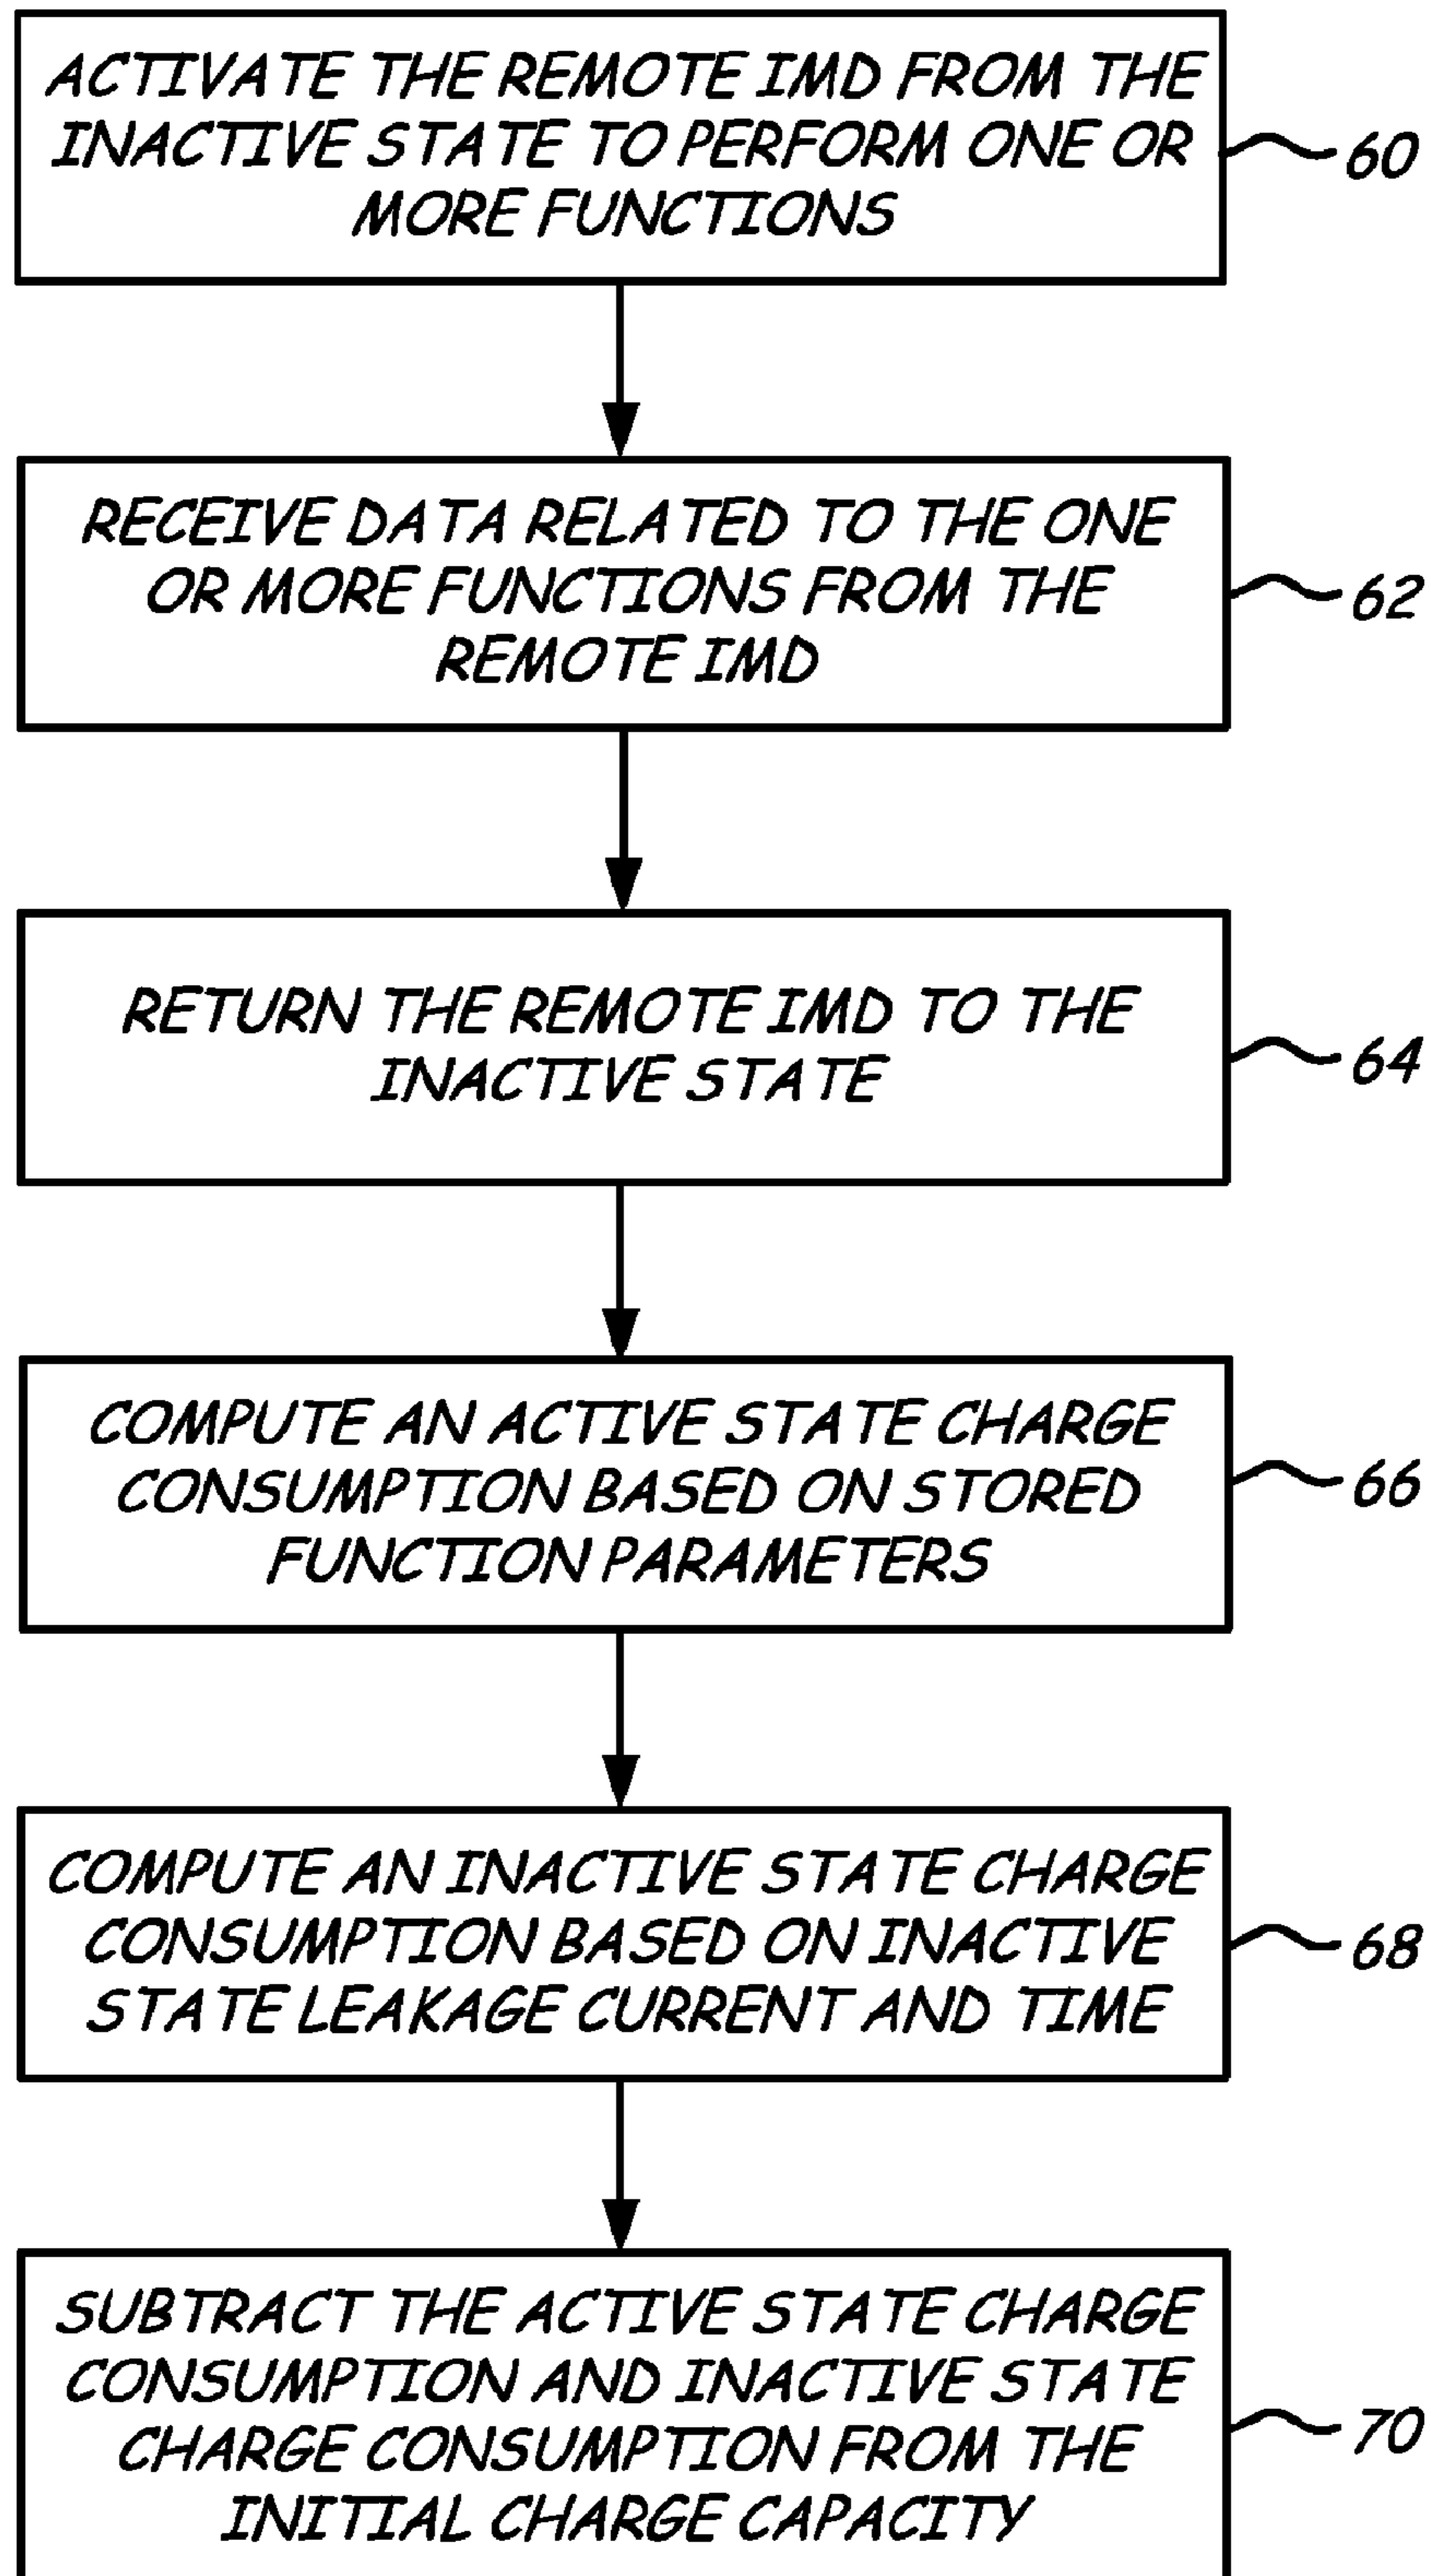 ACTIVATE THE REMOTE IMD FROM THE
INACTIVE STATE TO PERFORM ONE OR
MORE FUNCTIONS
60
RECEIVE DATA RELATED TO THE ONE
OR MORE FUNCTIONS FROM THE
REMOTE IMD
62
RETURN THE REMOTE IMD TO THE
INACTIVE STATE
64
COMPUTE AN ACTIVE STATE CHARGE
CONSUMPTION BASED ON STORED
FUNCTION PARAMETERS
66
COMPUTE AN INACTIVE STATE CHARGE
CONSUMPTION BASED ON INACTIVE
STATE LEAKAGE CURRENT AND TIME
68
SUBTRACT THE ACTIVE STATE CHARGE
CONSUMPTION AND INACTIVE STATE
CHARGE CONSUMPTION FROM THE
INITIAL CHARGE CAPACITY
70